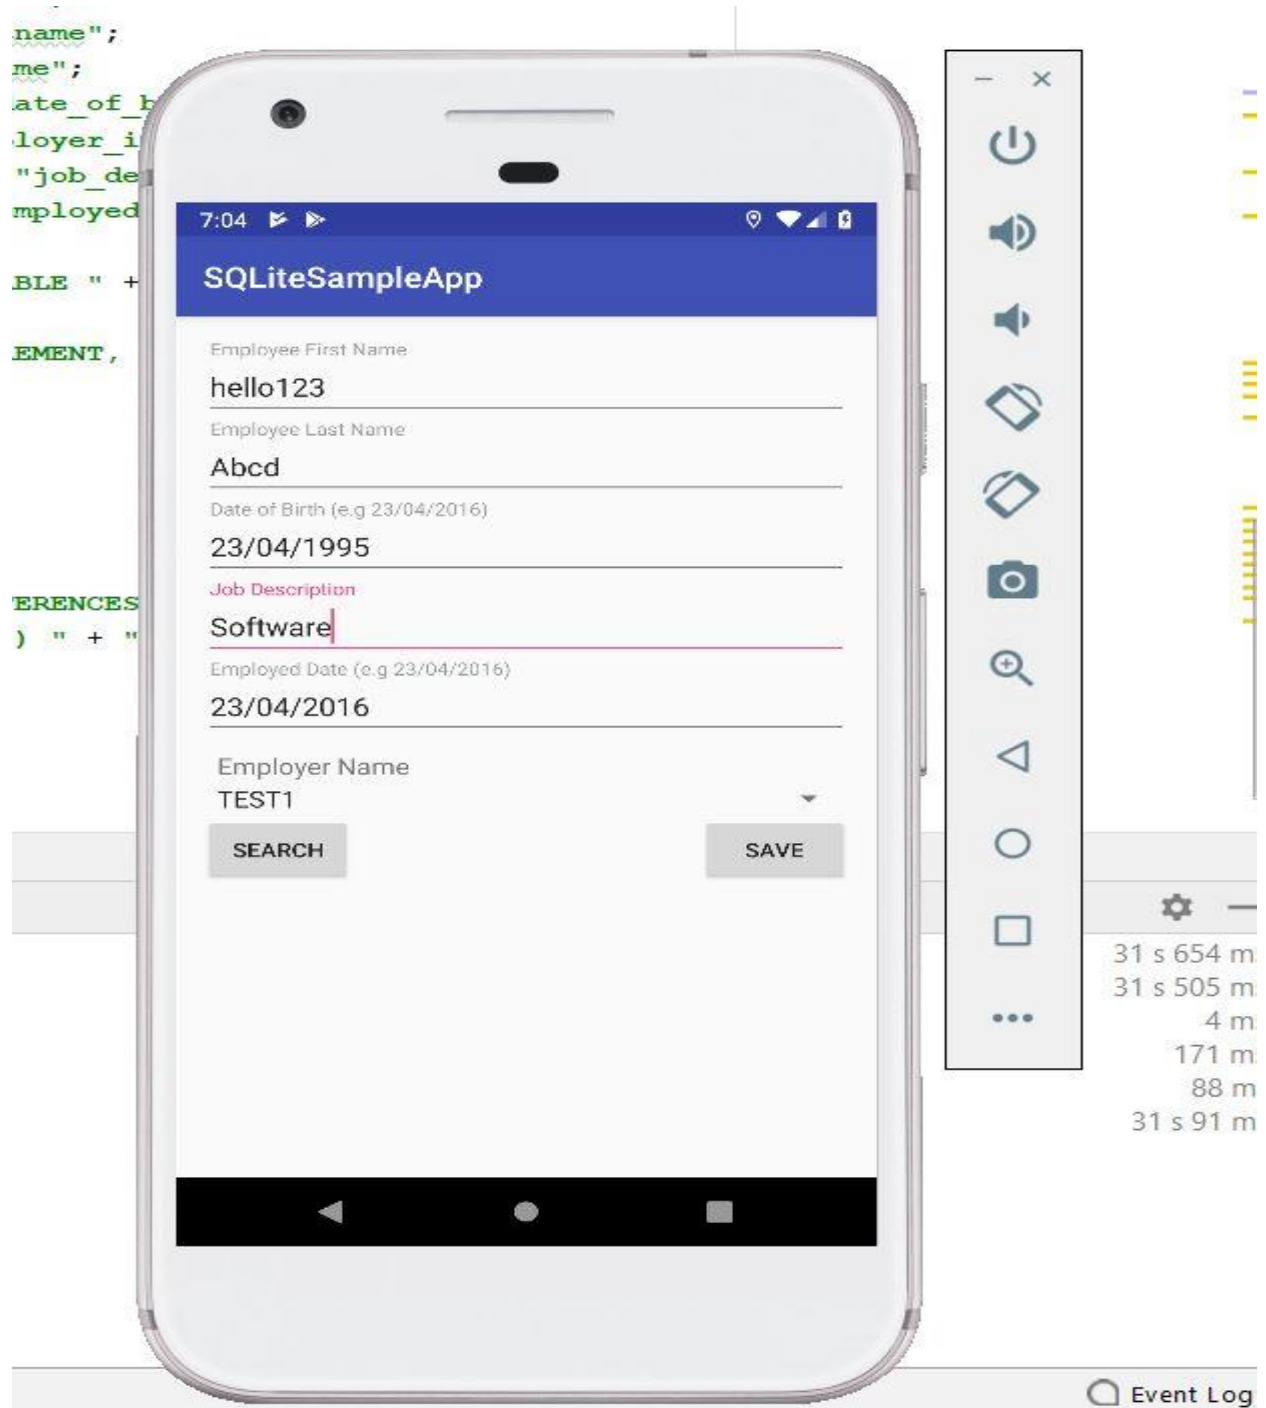 name";
me";
ate_of_b
loyer_i
"job_de
mployed
BLE " +
EMENT,
ERENCES
) " + "
7:04
SQLiteSampleApp
Employee First Name
hello123
Employee Last Name
Abcd
Date of Birth (e.g 23/04/2016)
23/04/1995
Job Description
Software
Employed Date (e.g 23/04/2016)
23/04/2016
Employer Name
TEST1
SEARCH SAVE
31 s 654 m
31 s 505 m
4 m
171 m
88 m
31 s 91 m
Event Log